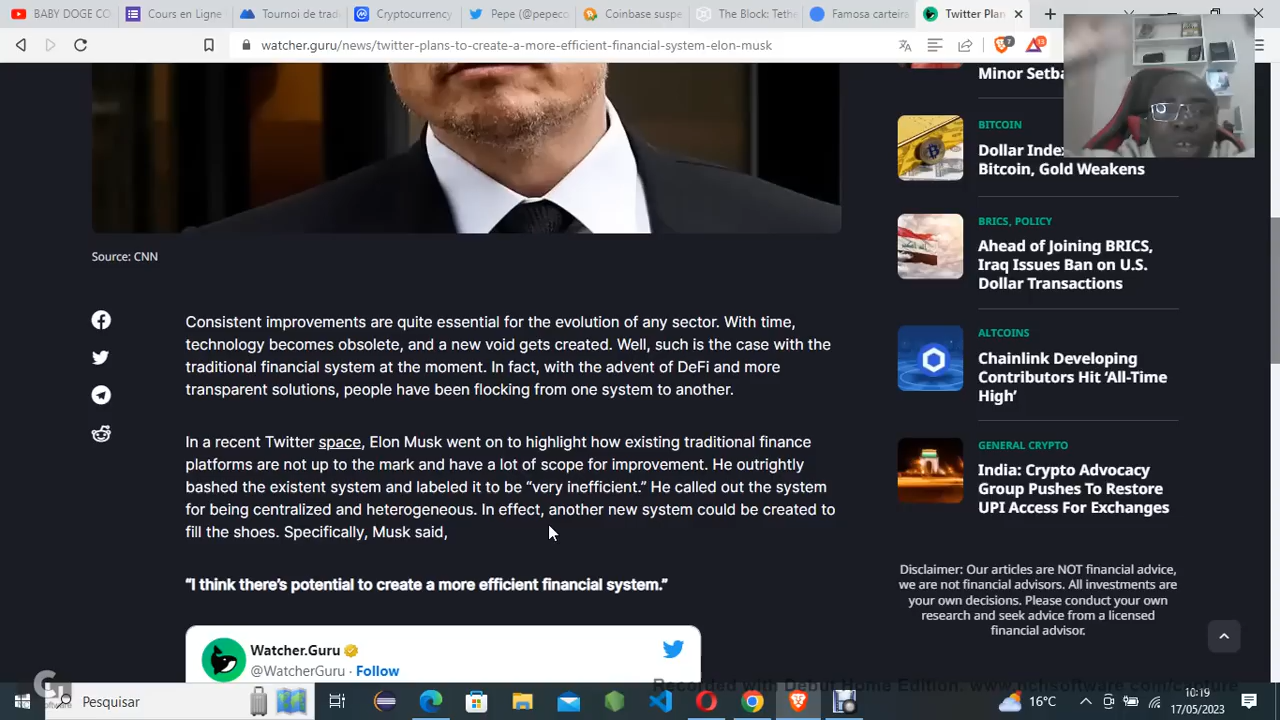 BABY DOGE CO
Cours en Ligne
Tournoi de trad
Cryptocurrency
Pepe (@pepeco
Coinbase suspe
The Block: Teth
Famosa carteira
Twitter Plan
watcher.guru/news/twitter-plans-to-create-a-more-efficient-financial-system-elon-musk
Source: CNN
Consistent improvements are quite essential for the evolution of any sector. With time,
technology becomes obsolete, and a new void gets created. Well, such is the case with the
traditional financial system at the moment. In fact, with the advent of DeFi and more
transparent solutions, people have been flocking from one system to another.
In a recent Twitter space, Elon Musk went on to highlight how existing traditional finance
platforms are not up to the mark and have a lot of scope for improvement. He outrightly
bashed the existent system and labeled it to be “very inefficient.” He called out the system
for being centralized and heterogeneous. In effect, another new system could be created to
fill the shoes. Specifically, Musk said,
“I think there’s potential to create a more efficient financial system.”
Watcher.Guru
@WatcherGuru · Follow
Minor Setba
BITCOIN
Dollar Inde
Bitcoin, Gold Weakens
BRICS, POLICY
Ahead of Joining BRICS,
Iraq Issues Ban on U.S.
Dollar Transactions
ALTCOINS
Chainlink Developing
Contributors Hit ‘All-Time
High’
GENERAL CRYPTO
India: Crypto Advocacy
Group Pushes To Restore
UPI Access For Exchanges
Disclaimer: Our articles are NOT financial advice,
we are not financial advisors. All investments are
your own decisions. Please conduct your own
research and seek advice from a licensed
financial advisor.
Recorded with Debut Home Edition. www.nchsoftware.com/capture
Pesquisar
16°C
10:19
17/05/2023